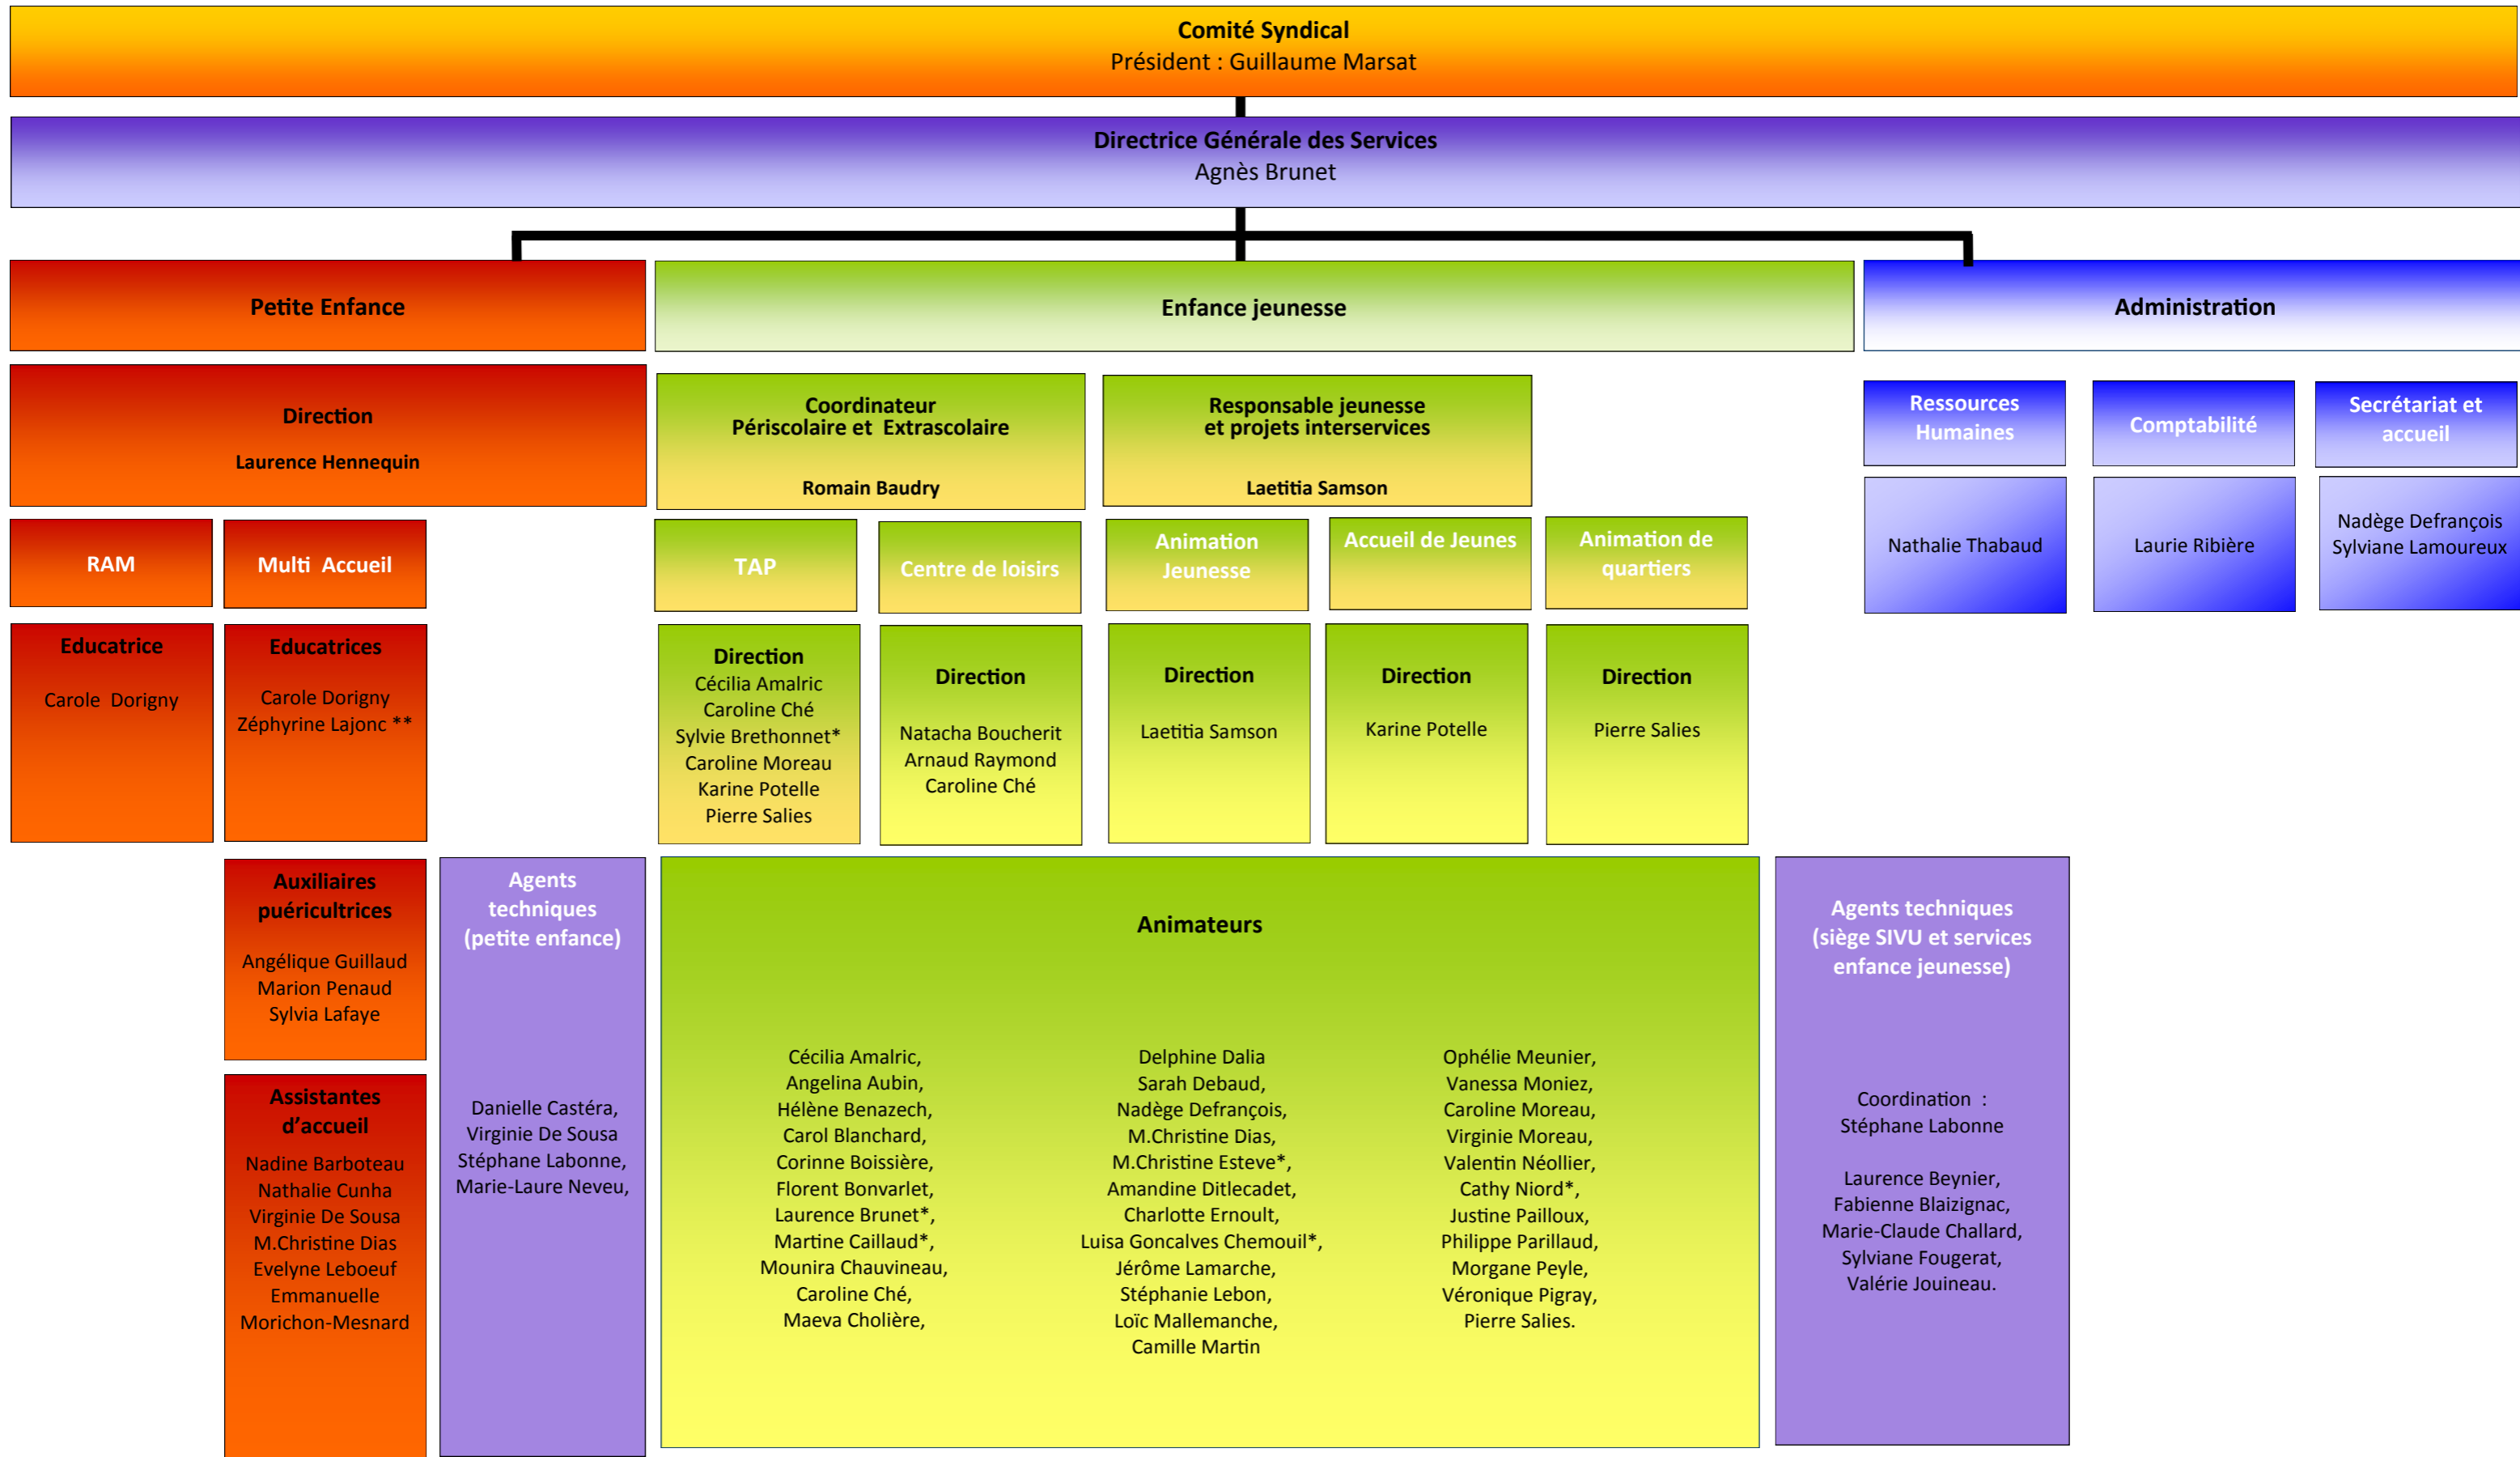 Comité Syndical
Président : Guillaume Marsat
Directrice Générale des Services
Agnès Brunet
Petite Enfance
Enfance jeunesse
Administration
Direction
Laurence Hennequin
Coordinateur
Périscolaire et Extrascolaire
Romain Baudry
Responsable jeunesse
et projets interservices
Laetitia Samson
Ressources
Humaines
Comptabilité
Secrétariat et
accueil
Nathalie Thabaud
Laurie Ribière
Nadège Defrançois
Sylviane Lamoureux
RAM
Multi Accueil
TAP
Centre de loisirs
Animation
Jeunesse
Accueil de Jeunes
Animation de
quartiers
Educatrice
Carole Dorigny
Educatrices
Carole Dorigny
Zéphyrine Lajonc **
Direction
Cécilia Amalric
Caroline Ché
Sylvie Brethonnet*
Caroline Moreau
Karine Potelle
Pierre Salies
Direction
Natacha Boucherit
Arnaud Raymond
Caroline Ché
Direction
Laetitia Samson
Direction
Karine Potelle
Direction
Pierre Salies
Auxiliaires
puéricultrices
Angélique Guillaud
Marion Penaud
Sylvia Lafaye
Assistantes
d’accueil
Nadine Barboteau
Nathalie Cunha
Virginie De Sousa
M.Christine Dias
Evelyne Leboeuf
Emmanuelle
Morichon-Mesnard
Agents
techniques
(petite enfance)
Danielle Castéra,
Virginie De Sousa
Stéphane Labonne,
Marie-Laure Neveu,
Animateurs
Cécilia Amalric,
Angelina Aubin,
Hélène Benazech,
Carol Blanchard,
Corinne Boissière,
Florent Bonvarlet,
Laurence Brunet*,
Martine Caillaud*,
Mounira Chauvineau,
Caroline Ché,
Maeva Cholière,
Delphine Dalia
Sarah Debaud,
Nadège Defrançois,
M.Christine Dias,
M.Christine Esteve*,
Amandine Ditlecadet,
Charlotte Ernoult,
Luisa Goncalves Chemouil*,
Jérôme Lamarche,
Stéphanie Lebon,
Loïc Mallemanche,
Camille Martin
Ophélie Meunier,
Vanessa Moniez,
Caroline Moreau,
Virginie Moreau,
Valentin Néollier,
Cathy Niord*,
Justine Pailloux,
Philippe Parillaud,
Morgane Peyle,
Véronique Pigray,
Pierre Salies.
Agents techniques
(siège SIVU et services
enfance jeunesse)
Coordination :
Stéphane Labonne
Laurence Beynier,
Fabienne Blaizignac,
Marie-Claude Challard,
Sylviane Fougerat,
Valérie Jouineau.